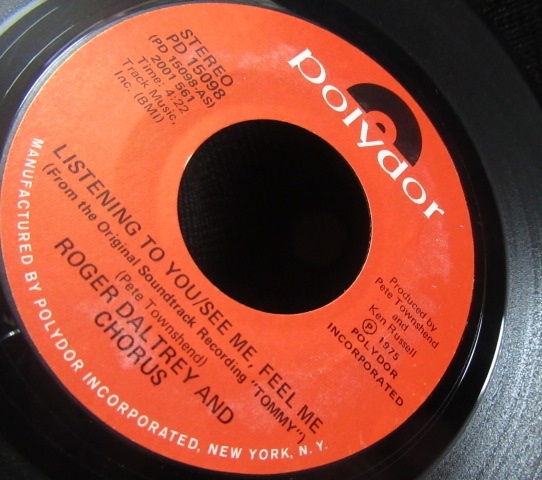 STEREO
PD 15098
(PD 15098-AS)
2001 561
Time: 4:22
Track Music,
Inc. (BMI)
polydor
LISTENING TO YOU/SEE ME, FEEL ME
(From the Original Soundtrack Recording "TOMMY")
(Pete Townshend)
ROGER DALTREY AND
CHORUS
Produced by
Pete Townshend
and
Ken Russell
Ⓟ 1975
POLYDOR
INCORPORATED
MANUFACTURED BY POLYDOR INCORPORATED, NEW YORK, N. Y.